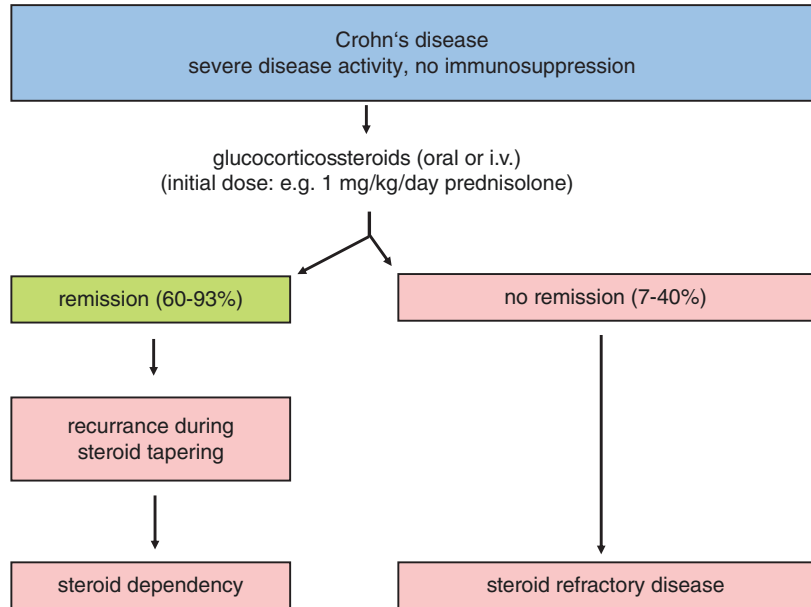 Crohn‘s disease
severe disease activity, no immunosuppression
glucocorticossteroids (oral or i.v.)
(initial dose: e.g. 1 mg/kg/day prednisolone)
remission (60-93%)
no remission (7-40%)
recurrance during
steroid tapering
steroid dependency
steroid refractory disease